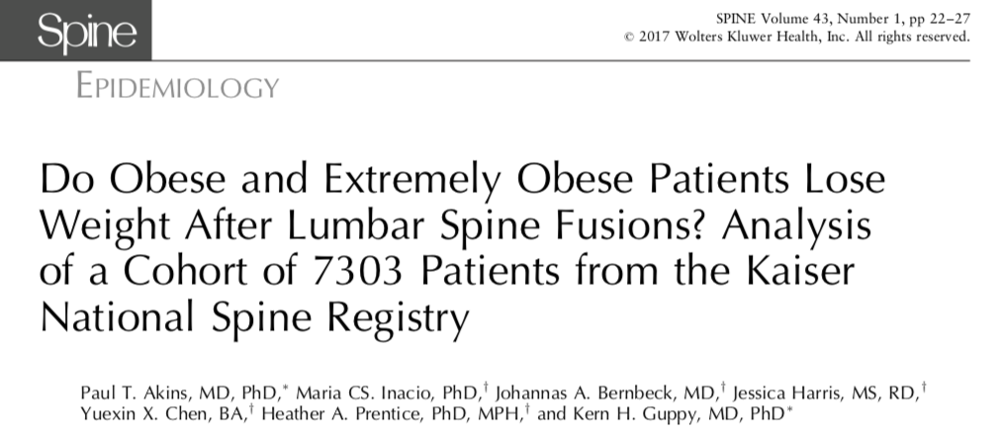 Spine
SPINE Volume 43, Number 1, pp 22–27
© 2017 Wolters Kluwer Health, Inc. All rights reserved.
EPIDEMIOLOGY
Do Obese and Extremely Obese Patients Lose
Weight After Lumbar Spine Fusions? Analysis
of a Cohort of 7303 Patients from the Kaiser
National Spine Registry
Paul T. Akins, MD, PhD,* Maria CS. Inacio, PhD,† Johannas A. Bernbeck, MD,† Jessica Harris, MS, RD,†
Yuexin X. Chen, BA,† Heather A. Prentice, PhD, MPH,† and Kern H. Guppy, MD, PhD*